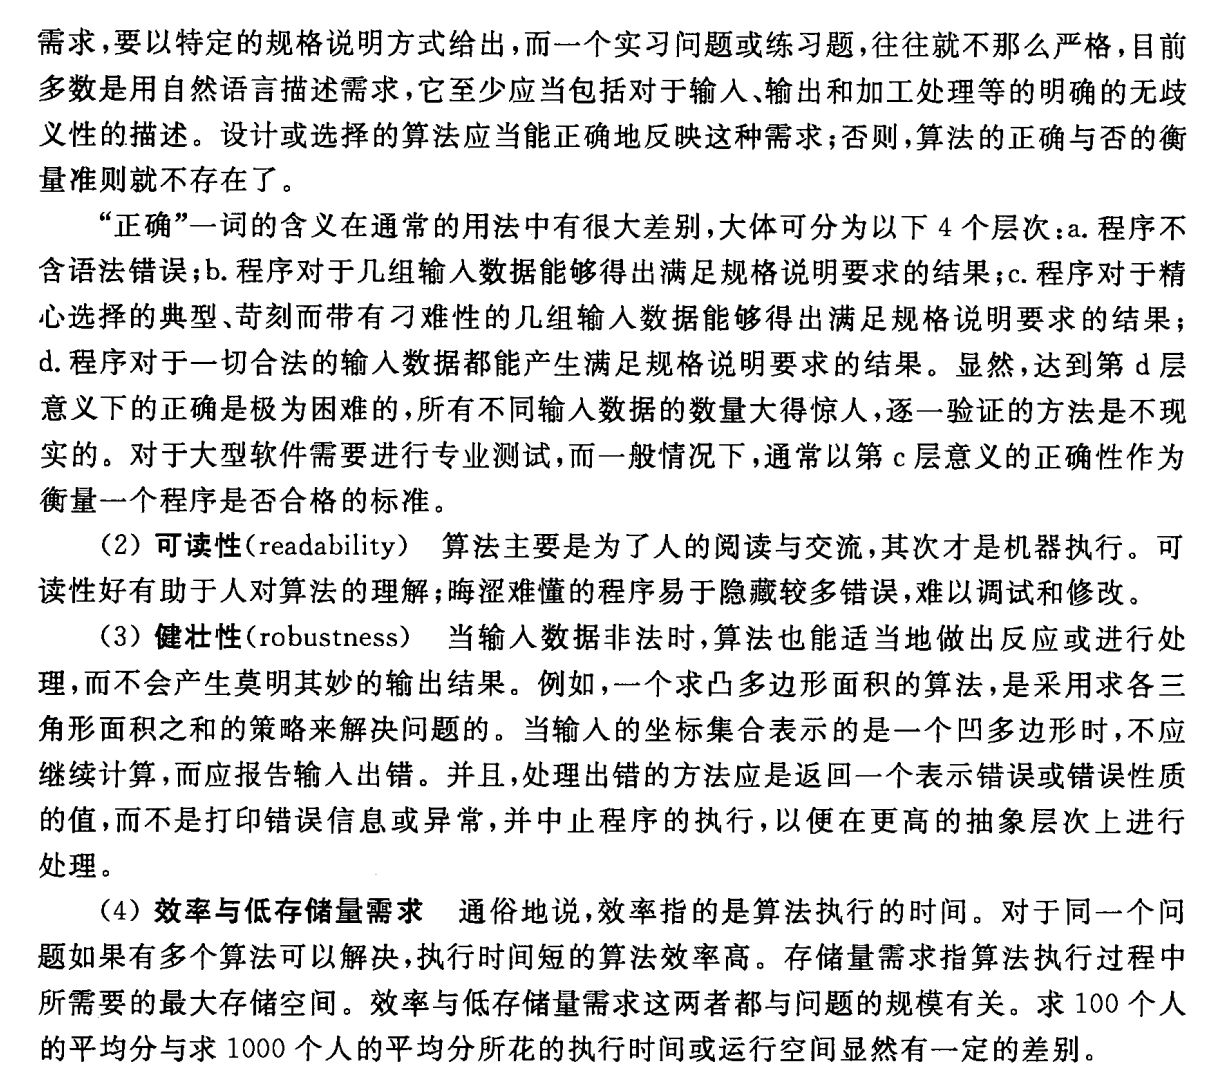 需求,要以特定的规格说明方式给出,而一个实习问题或练习题,往往就不那么严格,目前
多数是用自然语言描述需求,它至少应当包括对于输入、输出和加工处理等的明确的无歧
义性的描述。设计或选择的算法应当能正确地反映这种需求;否则,算法的正确与否的衡
量准则就不存在了。
“正确”一词的含义在通常的用法中有很大差别,大体可分为以下 4 个层次:a. 程序不
含语法错误;b. 程序对于几组输入数据能够得出满足规格说明要求的结果;c. 程序对于精
心选择的典型、苛刻而带有刁难性的几组输入数据能够得出满足规格说明要求的结果;
d. 程序对于一切合法的输入数据都能产生满足规格说明要求的结果。显然,达到第 d 层
意义下的正确是极为困难的,所有不同输入数据的数量大得惊人,逐一验证的方法是不现
实的。对于大型软件需要进行专业测试,而一般情况下,通常以第 c 层意义的正确性作为
衡量一个程序是否合格的标准。
(2) 可读性(readability) 算法主要是为了人的阅读与交流,其次才是机器执行。可
读性好有助于人对算法的理解;晦涩难懂的程序易于隐藏较多错误,难以调试和修改。
(3) 健壮性(robustness) 当输入数据非法时,算法也能适当地做出反应或进行处
理,而不会产生莫明其妙的输出结果。例如,一个求凸多边形面积的算法,是采用求各三
角形面积之和的策略来解决问题的。当输入的坐标集合表示的是一个凹多边形时,不应
继续计算,而应报告输入出错。并且,处理出错的方法应是返回一个表示错误或错误性质
的值,而不是打印错误信息或异常,并中止程序的执行,以便在更高的抽象层次上进行
处理。
(4) 效率与低存储量需求 通俗地说,效率指的是算法执行的时间。对于同一个问
题如果有多个算法可以解决,执行时间短的算法效率高。存储量需求指算法执行过程中
所需要的最大存储空间。效率与低存储量需求这两者都与问题的规模有关。求 100 个人
的平均分与求 1000 个人的平均分所花的执行时间或运行空间显然有一定的差别。